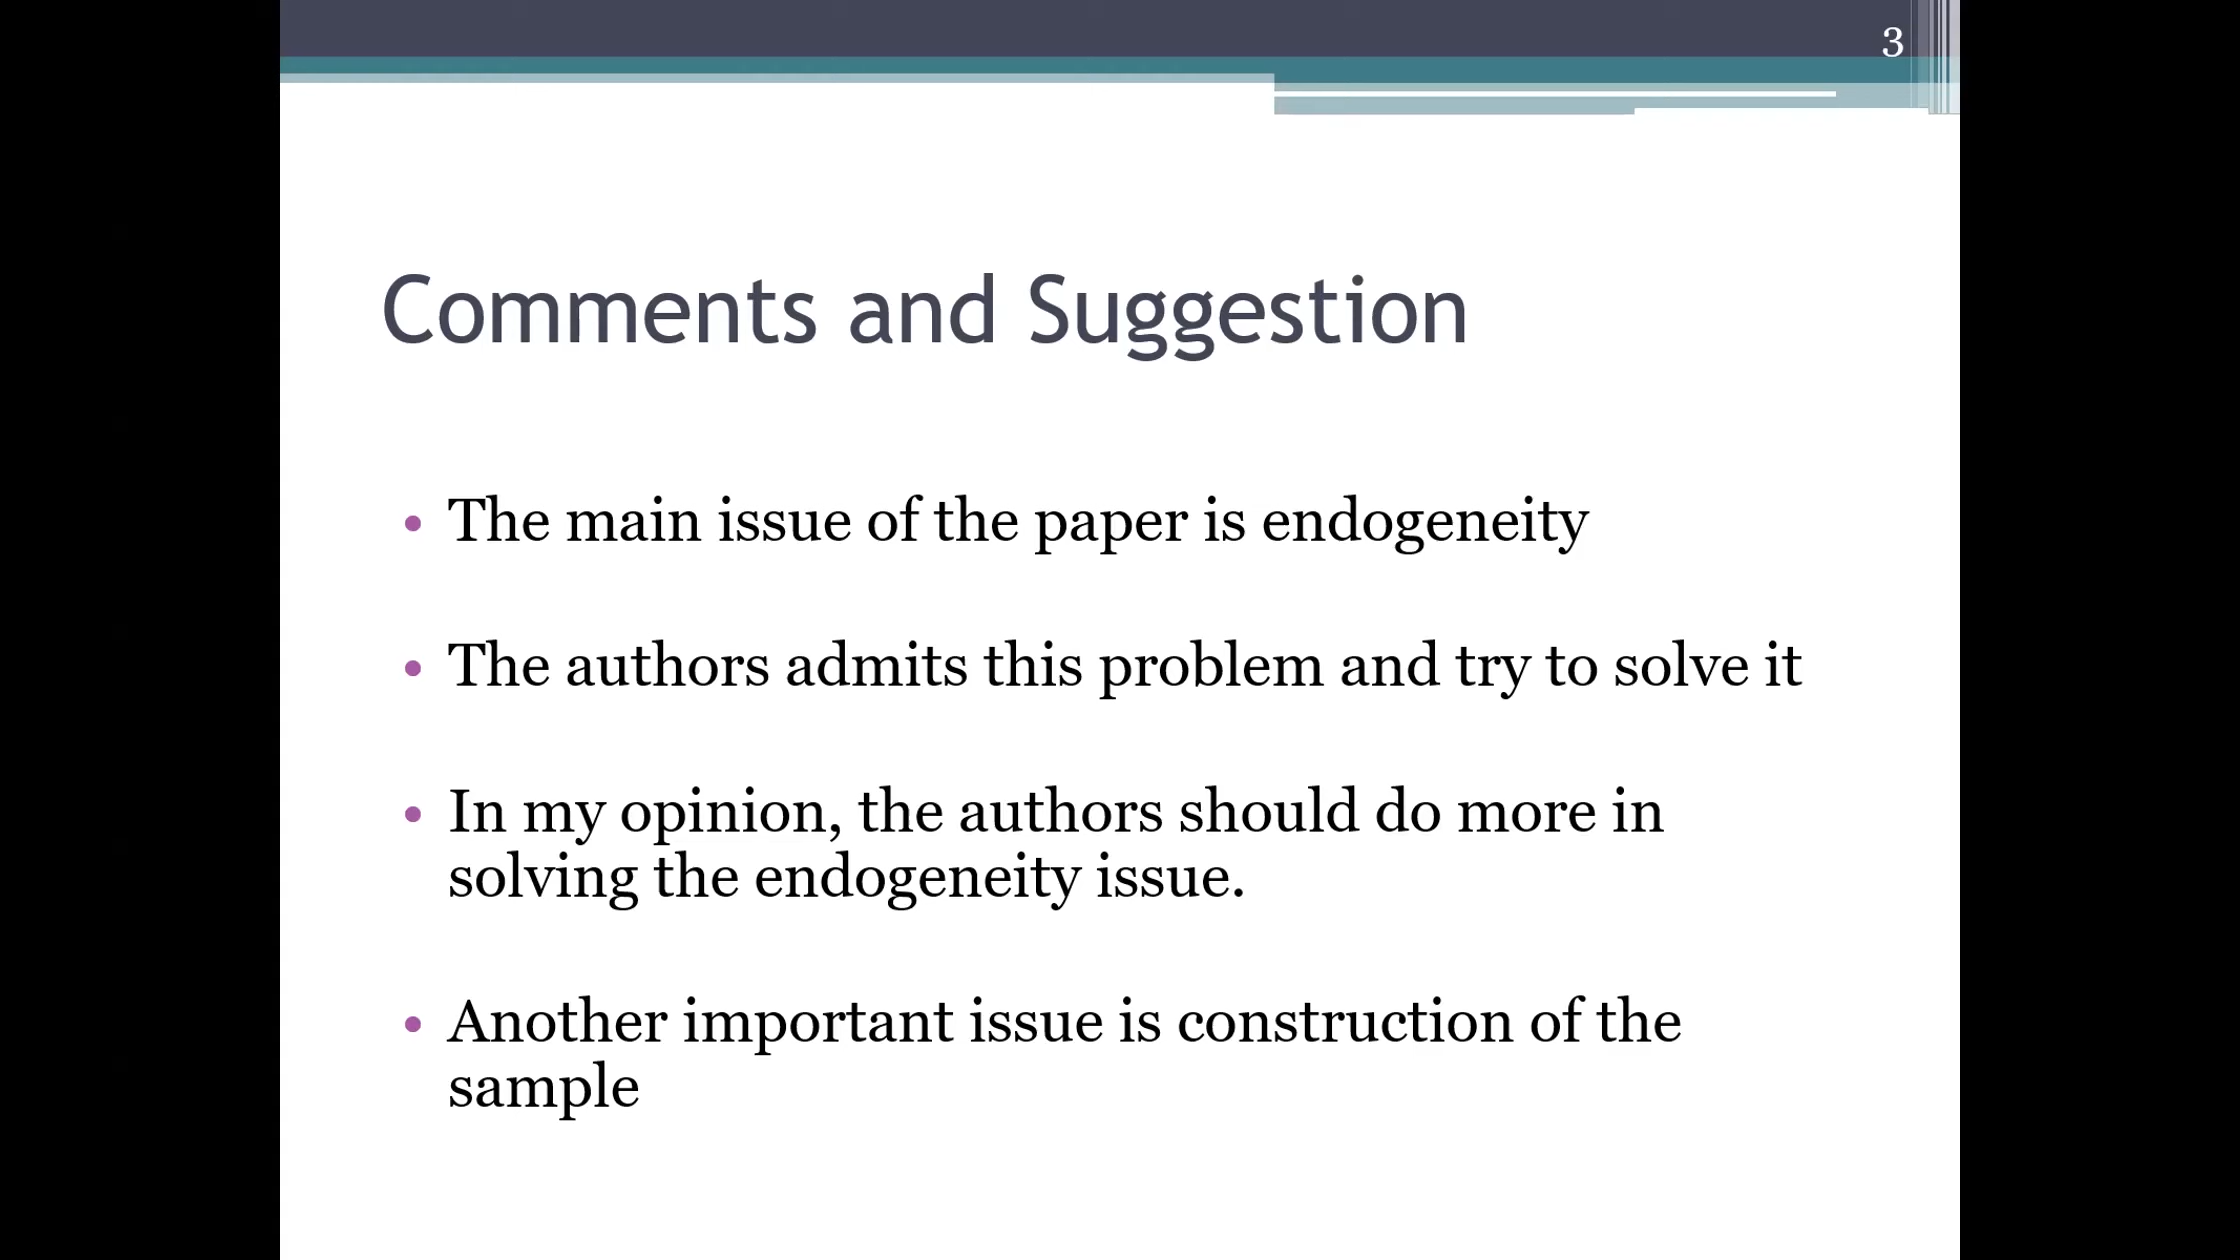 3
Comments and Suggestion
• The main issue of the paper is endogeneity
• The authors admits this problem and try to solve it
• In my opinion, the authors should do more in
solving the endogeneity issue.
• Another important issue is construction of the
sample